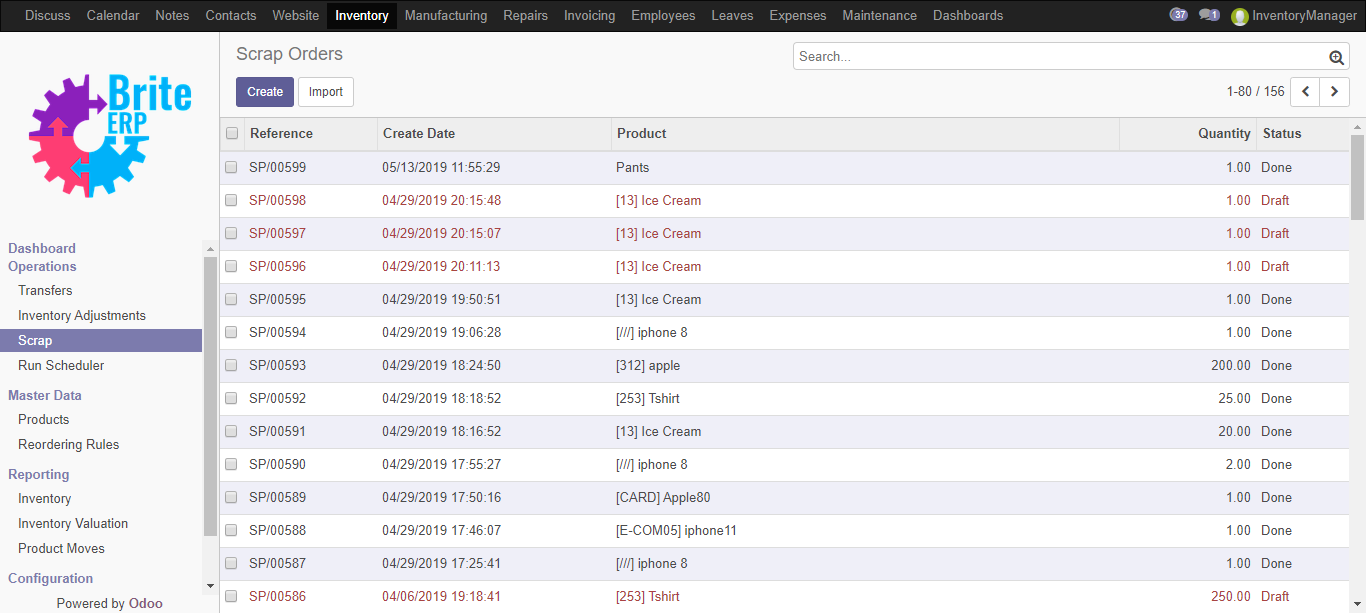 Discuss Calendar Notes Contacts Website Inventory Manufacturing Repairs Invoicing Employees Leaves Expenses Maintenance Dashboards 37 1 InventoryManager
Brite
ERP
Dashboard
Operations
Transfers
Inventory Adjustments
Scrap
Run Scheduler
Master Data
Products
Reordering Rules
Reporting
Inventory
Inventory Valuation
Product Moves
Configuration
Powered by Odoo
Scrap Orders
Search...
Create Import
1-80 / 156
Reference Create Date Product Quantity Status
SP/00599 05/13/2019 11:55:29 Pants 1.00 Done
SP/00598 04/29/2019 20:15:48 [13] Ice Cream 1.00 Draft
SP/00597 04/29/2019 20:15:07 [13] Ice Cream 1.00 Draft
SP/00596 04/29/2019 20:11:13 [13] Ice Cream 1.00 Draft
SP/00595 04/29/2019 19:50:51 [13] Ice Cream 1.00 Done
SP/00594 04/29/2019 19:06:28 [///] iphone 8 1.00 Done
SP/00593 04/29/2019 18:24:50 [312] apple 200.00 Done
SP/00592 04/29/2019 18:18:52 [253] Tshirt 25.00 Done
SP/00591 04/29/2019 18:16:52 [13] Ice Cream 20.00 Done
SP/00590 04/29/2019 17:55:27 [///] iphone 8 2.00 Done
SP/00589 04/29/2019 17:50:16 [CARD] Apple80 1.00 Done
SP/00588 04/29/2019 17:46:07 [E-COM05] iphone11 1.00 Done
SP/00587 04/29/2019 17:25:41 [///] iphone 8 1.00 Done
SP/00586 04/06/2019 19:18:41 [253] Tshirt 250.00 Draft